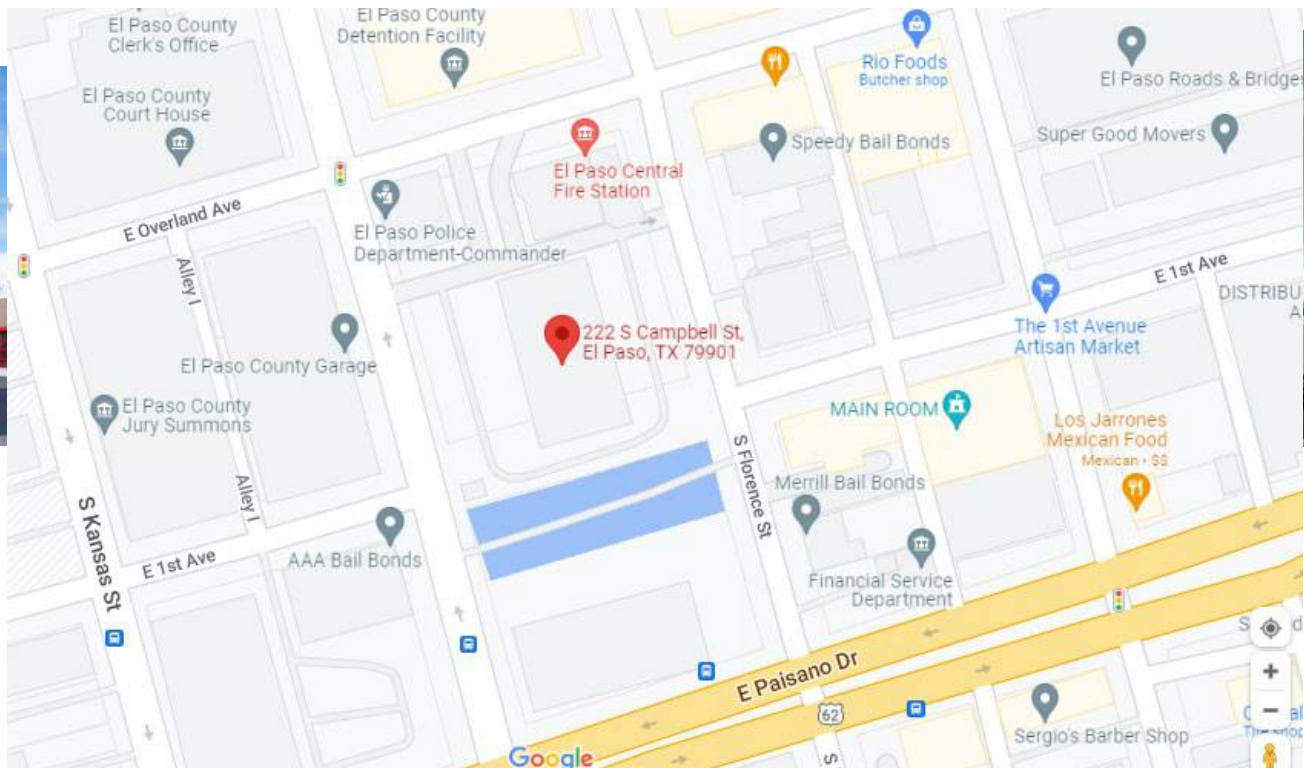 El Paso County
Clerk's Office
El Paso County
Detention Facility
Rio Foods
Butcher shop
El Paso Roads & Bridges
El Paso County
Court House
Super Good Movers
Speedy Bail Bonds
El Paso Central
Fire Station
E Overland Ave
El Paso Police
Department-Commander
Alley I
E 1st Ave
DISTRIBU
222 S Campbell St,
El Paso, TX 79901
The 1st Avenue
Artisan Market
El Paso County Garage
El Paso County
Jury Summons
MAIN ROOM
Los Jarrones
Mexican Food
Mexican • $$
S Florence St
Merrill Bail Bonds
Alley I
S Kansas St
AAA Bail Bonds
E 1st Ave
Financial Service
Department
E Paisano Dr
62
Sergio's Barber Shop
S
Google